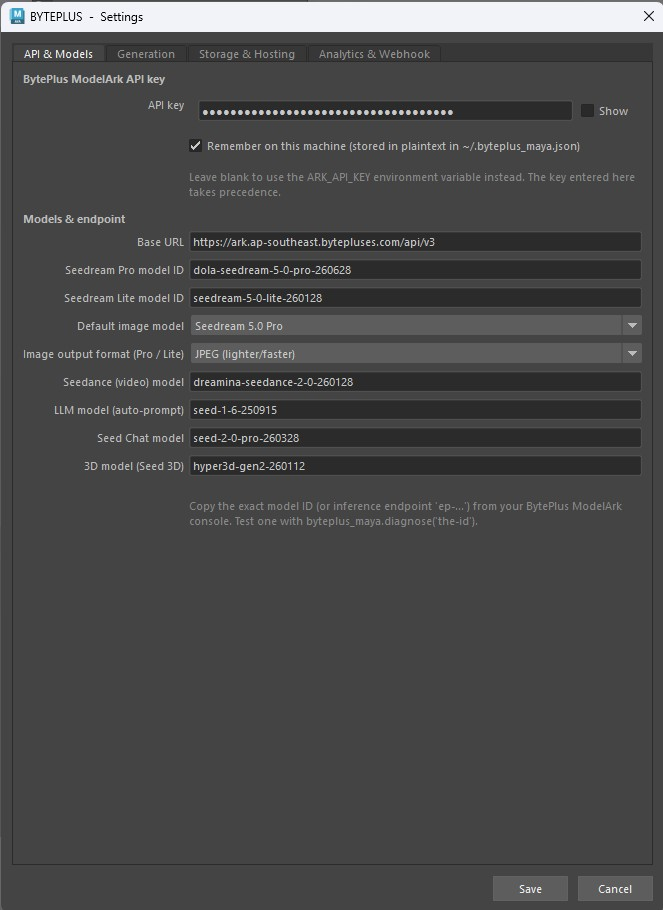 BYTEPLUS - Settings
API & Models Generation Storage & Hosting Analytics & Webhook
BytePlus ModelArk API key
API key ●●●●●●●●●●●●●●●●●●●●●●●●●●●●●●●●●●●● Show
Remember on this machine (stored in plaintext in ~/.byteplus_maya.json)
Leave blank to use the ARK_API_KEY environment variable instead. The key entered here
takes precedence.
Models & endpoint
Base URL https://ark.ap-southeast.bytepluses.com/api/v3
Seedream Pro model ID dola-seedream-5-0-pro-260628
Seedream Lite model ID seedream-5-0-lite-260128
Default image model Seedream 5.0 Pro
Image output format (Pro / Lite) JPEG (lighter/faster)
Seedance (video) model dreamina-seedance-2-0-260128
LLM model (auto-prompt) seed-1-6-250915
Seed Chat model seed-2-0-pro-260328
3D model (Seed 3D) hyper3d-gen2-260112
Copy the exact model ID (or inference endpoint 'ep-...') from your BytePlus ModelArk
console. Test one with byteplus_maya.diagnose('the-id').
Save Cancel